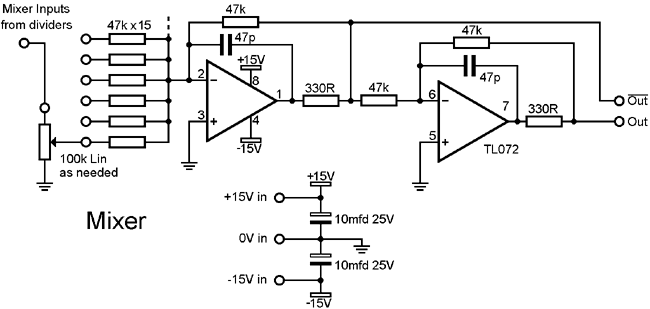 Mixer Inputs
from dividers
47k x 15
47k
47p
+15V
2
8
1
3
4
-15V
330R
47k
47k
47p
6
7
5
330R
TL072
Out
Out
100k Lin
as needed
Mixer
+15V
+15V in
10mfd 25V
0V in
10mfd 25V
-15V in
-15V